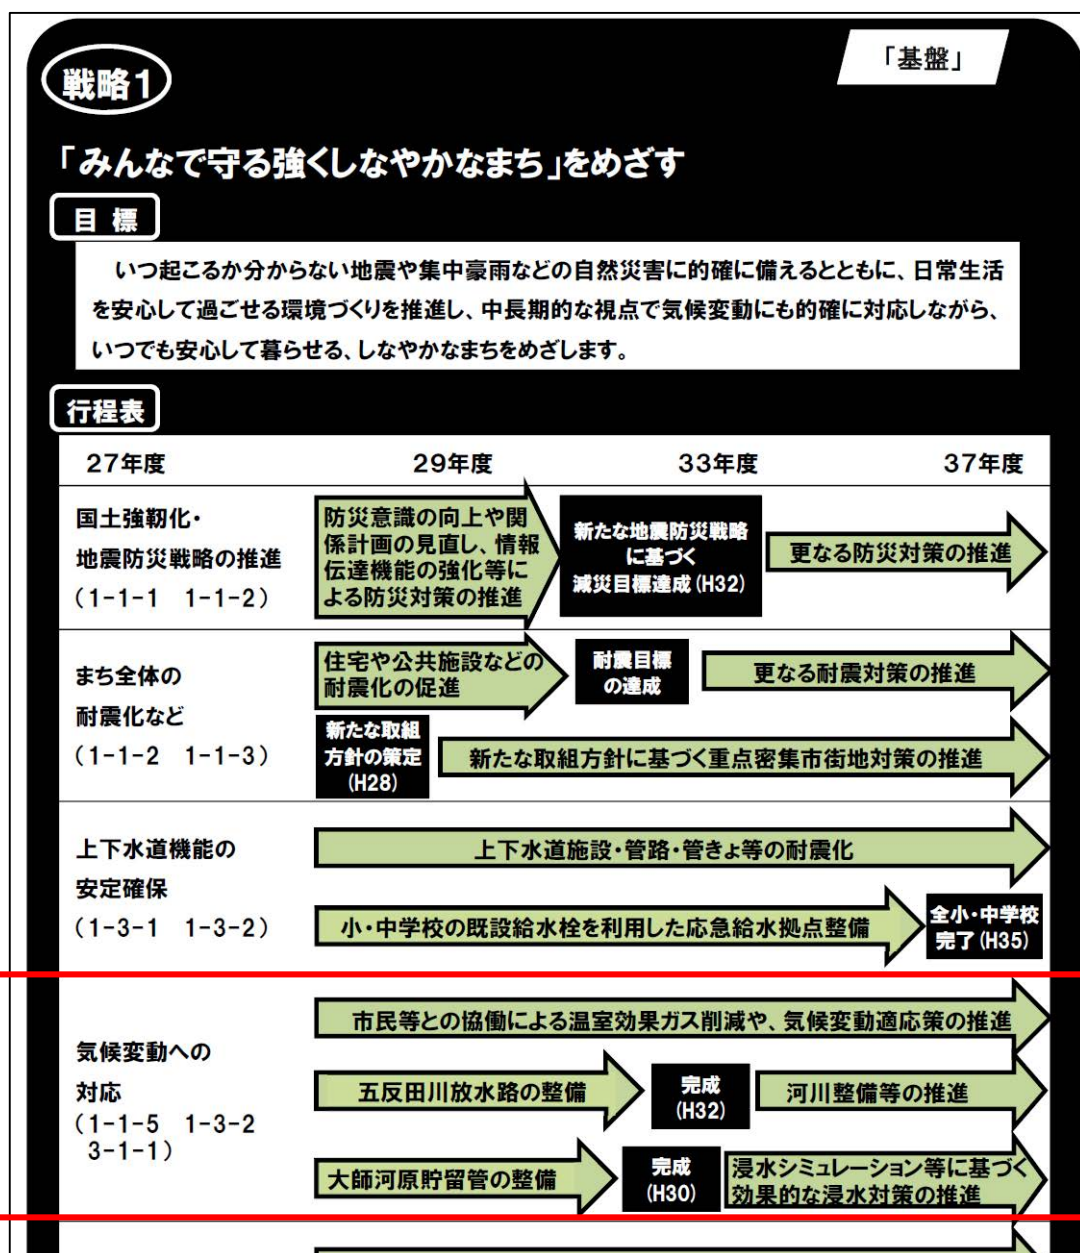 戦略1
「基盤」
「みんなで守る強くしなやかなまち」をめざす
目 標
いつ起こるか分からない地震や集中豪雨などの自然災害に的確に備えるとともに、日常生活
を安心して過ごせる環境づくりを推進し、中長期的な視点で気候変動にも的確に対応しながら、
いつでも安心して暮らせる、しなやかなまちをめざします。
行程表
27年度 29年度 33年度 37年度
国土強靭化・
地震防災戦略の推進
(1-1-1 1-1-2)
防災意識の向上や関
係計画の見直し、情報
伝達機能の強化等に
よる防災対策の推進
新たな地震防災戦略
に基づく
減災目標達成(H32)
更なる防災対策の推進
まち全体の
耐震化など
(1-1-2 1-1-3)
住宅や公共施設などの
耐震化の促進
耐震目標
の達成
更なる耐震対策の推進
新たな取組
方針の策定
(H28)
新たな取組方針に基づく重点密集市街地対策の推進
上下水道機能の
安定確保
(1-3-1 1-3-2)
上下水道施設・管路・管きょ等の耐震化
小・中学校の既設給水栓を利用した応急給水拠点整備
全小・中学校
完了(H35)
気候変動への
対応
(1-1-5 1-3-2
3-1-1)
市民等との協働による温室効果ガス削減や、気候変動適応策の推進
五反田川放水路の整備
完成
(H32)
河川整備等の推進
大師河原貯留管の整備
完成
(H30)
浸水シミュレーション等に基づく
効果的な浸水対策の推進